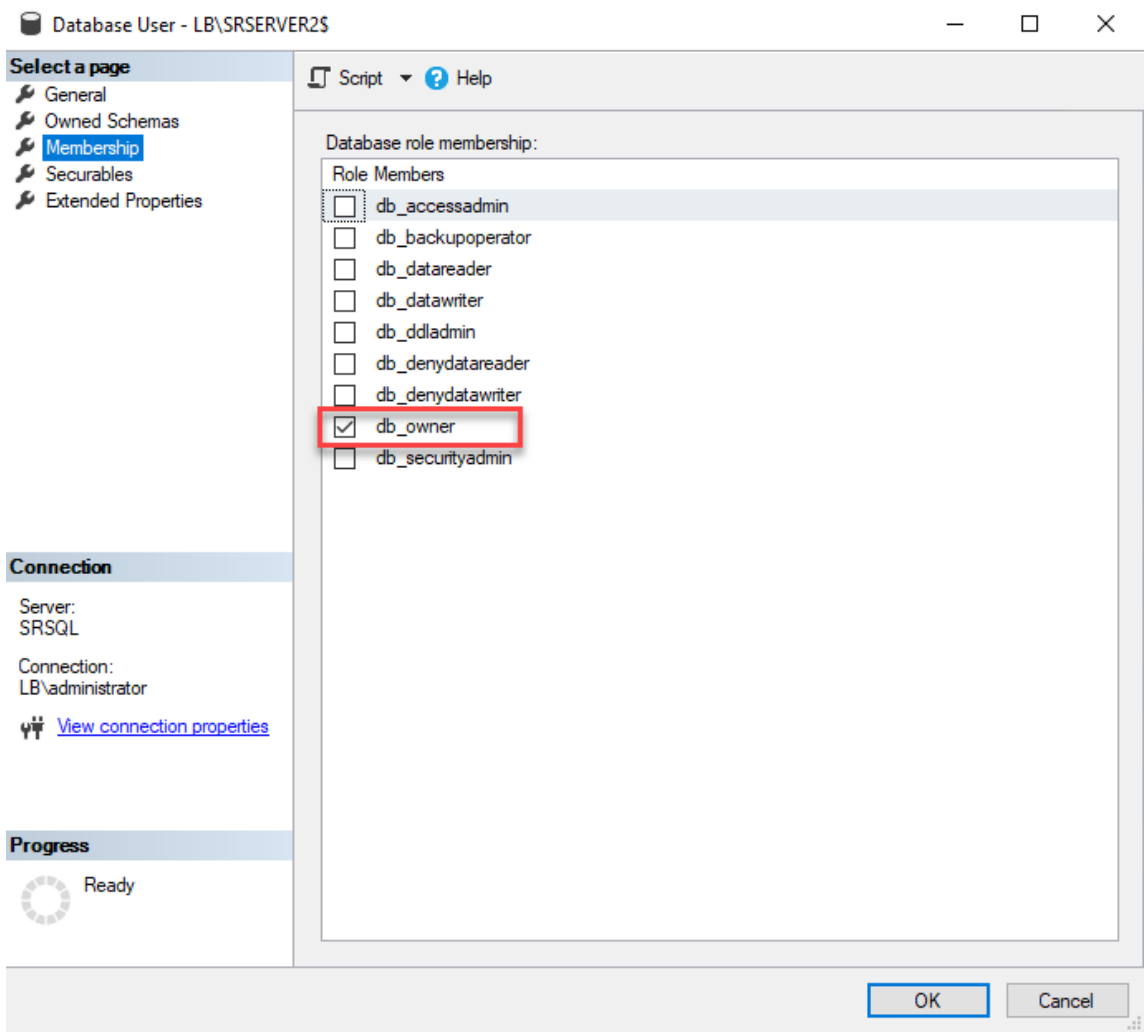 Database User - LB\SRSERVER2$
Select a page
General
Owned Schemas
Membership
Securables
Extended Properties
Script
Help
Database role membership:
Role Members
db_accessadmin
db_backupoperator
db_datareader
db_datawriter
db_ddladmin
db_denydatareader
db_denydatawriter
db_owner
db_securityadmin
Connection
Server:
SRSQL
Connection:
LB\administrator
View connection properties
Progress
Ready
OK
Cancel